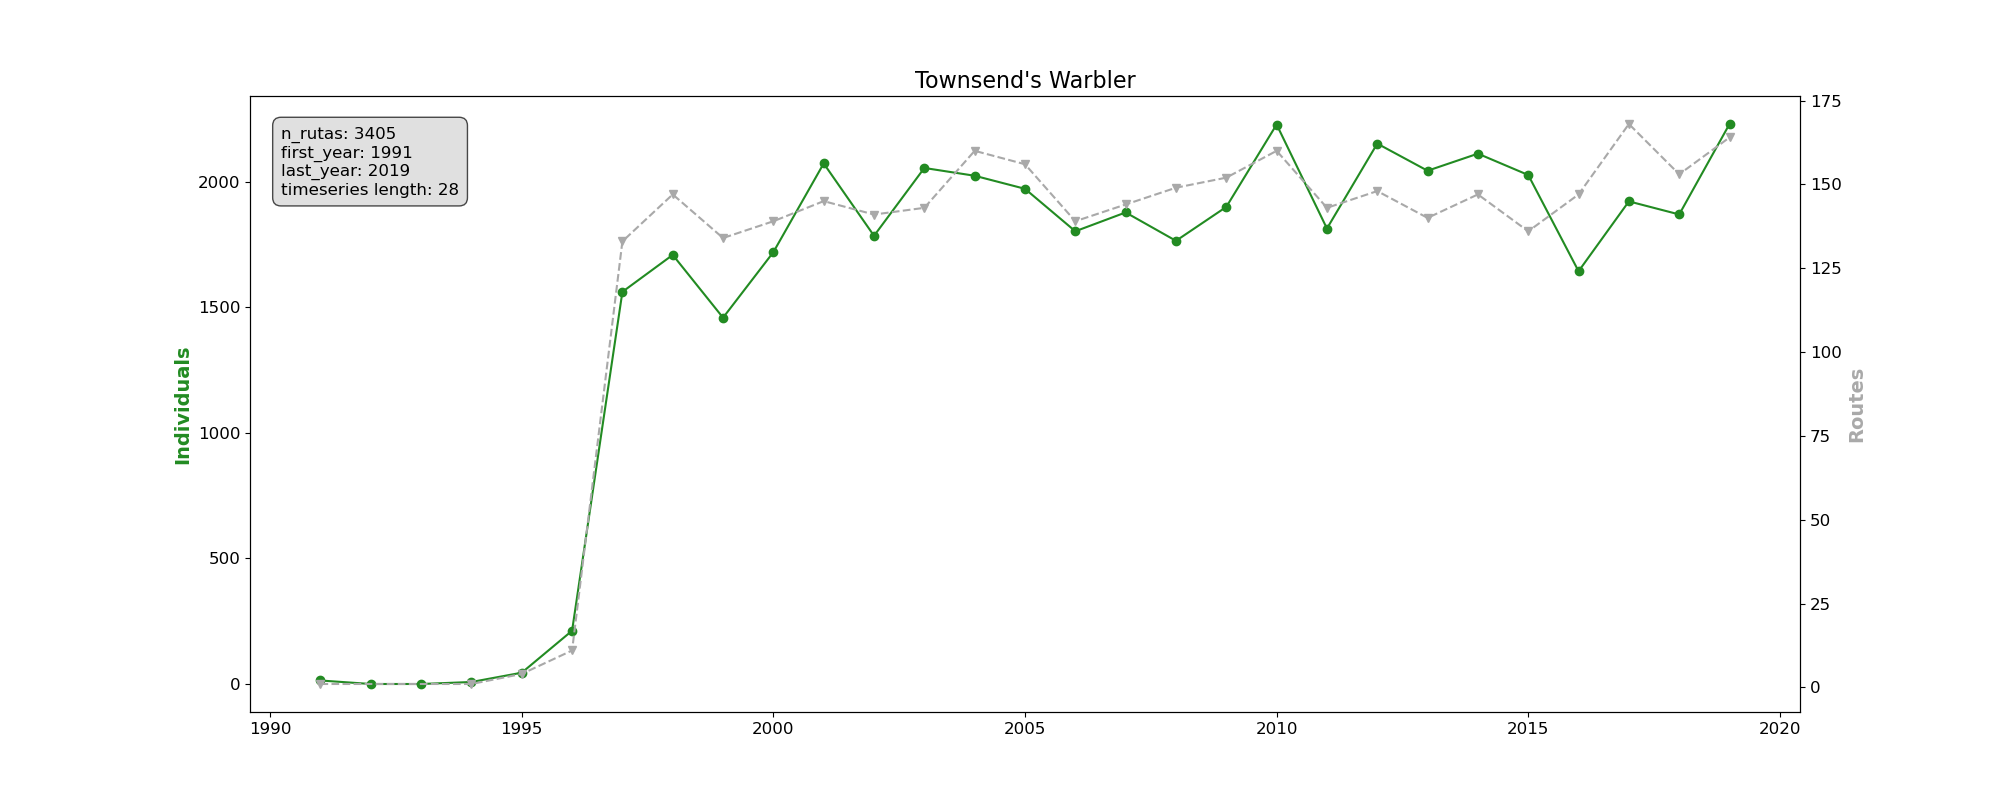 Townsend's Warbler
n_rutas: 3405
first_year: 1991
last_year: 2019
timeseries length: 28
Individuals
2000
1500
1000
500
0
175
150
125
100
75
50
25
0
Routes
1990 1995 2000 2005 2010 2015 2020